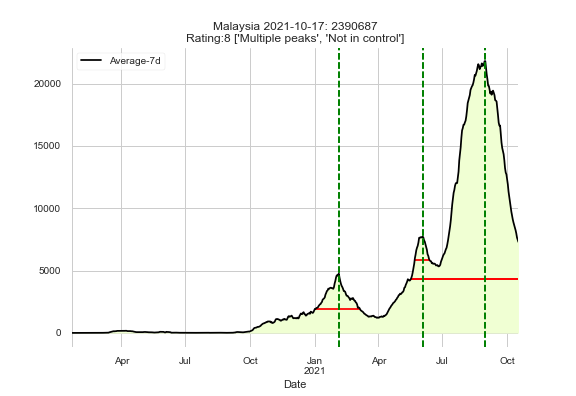 Malaysia 2021-10-17: 2390687
Rating:8 ['Multiple peaks', 'Not in control']
Average-7d
20000
15000
10000
5000
0
Apr Jul Oct Jan Apr Jul Oct
2021
Date